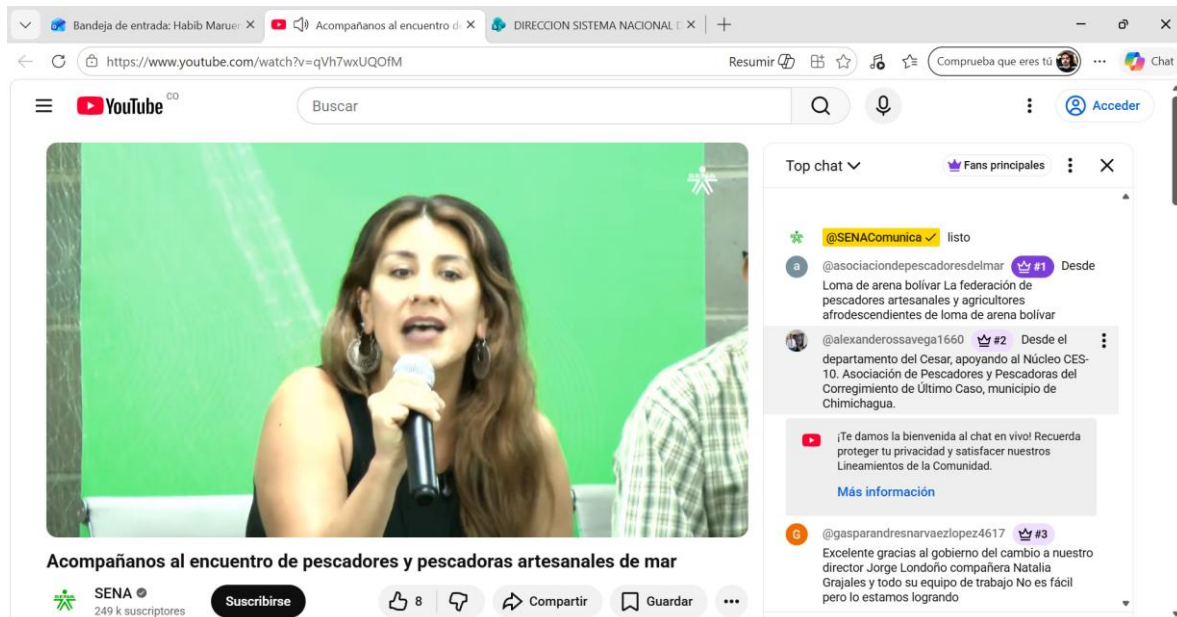 Bandeja de entrada: Habib Maruer
Acompañanos al encuentro de
DIRECCION SISTEMA NACIONAL D
https://www.youtube.com/watch?v=qVh7wxUQOfM
Resumir
Comprueba que eres tú
Chat
YouTube CO
Buscar
Acceder
SENA
Top chat
Fans principales
@SENAComunica listo
a @asociaciondepescadoresdelmar #1 Desde
Loma de arena bolívar La federación de
pescadores artesanales y agricultores
afrodescendientes de loma de arena bolívar
@alexanderossavega1660 #2 Desde el
departamento del Cesar, apoyando al Núcleo CES-
10. Asociación de Pescadores y Pescadoras del
Corregimiento de Último Caso, municipio de
Chimichagua.
¡Te damos la bienvenida al chat en vivo! Recuerda
proteger tu privacidad y satisfacer nuestros
Lineamientos de la Comunidad.
Más información
G @gasparandresnarvaezlopez4617 #3
Excelente gracias al gobierno del cambio a nuestro
director Jorge Londoño compañera Natalia
Grajales y todo su equipo de trabajo No es fácil
pero lo estamos logrando
Acompañanos al encuentro de pescadores y pescadoras artesanales de mar
SENA
249 k suscriptores
Suscribirse
8
Compartir
Guardar